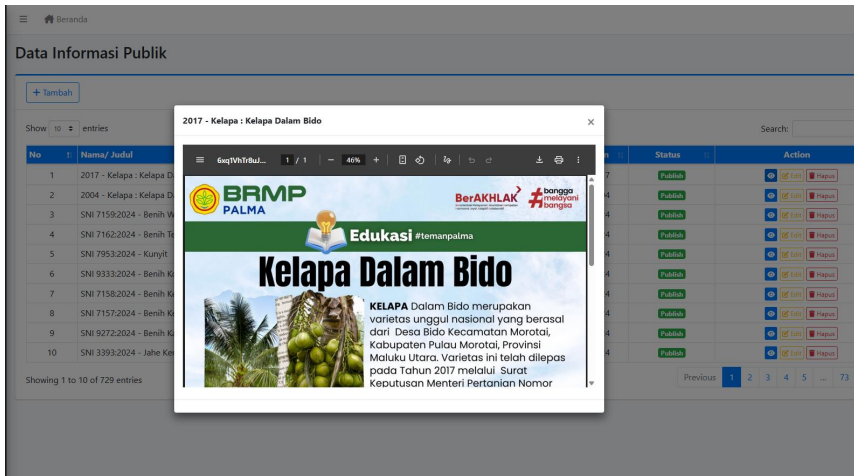 Beranda
Data Informasi Publik
+ Tambah
Show 10 entries
Search:
No Nama/ Judul Status Action
1 2017 - Kelapa : Kelapa D Publish Edit Hapus
2 2004 - Kelapa : Kelapa D Publish Edit Hapus
3 SNI 7159:2024 - Benih W Publish Edit Hapus
4 SNI 7162:2024 - Benih Te Publish Edit Hapus
5 SNI 7953:2024 - Kunyit Publish Edit Hapus
6 SNI 9333:2024 - Benih Ko Publish Edit Hapus
7 SNI 7158:2024 - Benih Ke Publish Edit Hapus
8 SNI 7157:2024 - Benih Ke Publish Edit Hapus
9 SNI 9272:2024 - Benih Ka Publish Edit Hapus
10 SNI 3393:2024 - Jahe Ke Publish Edit Hapus
Showing 1 to 10 of 729 entries
Previous 1 2 3 4 5 ... 73
2017 - Kelapa : Kelapa Dalam Bido
6xq1VhTrBuJ... 1 / 1 46%
BRMP
PALMA
BerAKHLAK
bangga
melayani
bangsa
Edukasi #temanpalma
Kelapa Dalam Bido
KELAPA Dalam Bido merupakan
varietas unggul nasional yang berasal
dari Desa Bido Kecamatan Morotai,
Kabupaten Pulau Morotai, Provinsi
Maluku Utara. Varietas ini telah dilepas
pada Tahun 2017 melalui Surat
Keputusan Menteri Pertanian Nomor